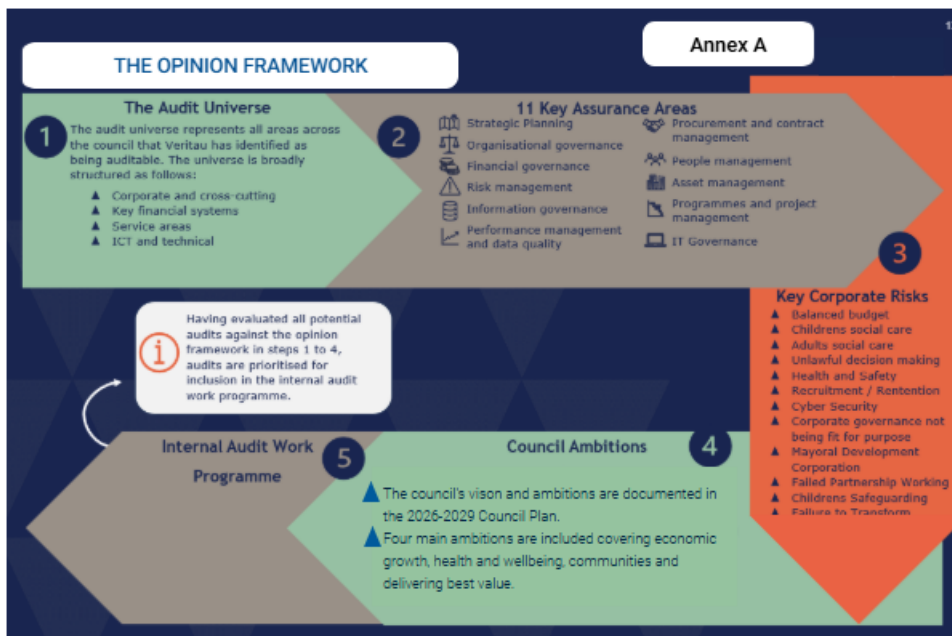 Annex A
THE OPINION FRAMEWORK
1
The Audit Universe
The audit universe represents all areas across
the council that Veritau has identified as
being auditable. The universe is broadly
structured as follows:
Corporate and cross-cutting
Key financial systems
Service areas
ICT and technical
2
11 Key Assurance Areas
Strategic Planning
Organisational governance
Financial governance
Risk management
Information governance
Performance management
and data quality
Procurement and contract
management
People management
Asset management
Programmes and project
management
IT Governance
3
Key Corporate Risks
Balanced budget
Childrens social care
Adults social care
Unlawful decision making
Health and Safety
Recruitment / Rentention
Cyber Security
Corporate governance not
being fit for purpose
Mayoral Development
Corporation
Failed Partnership Working
Childrens Safeguarding
Failure to Transform
Having evaluated all potential
audits against the opinion
framework in steps 1 to 4,
audits are prioritised for
inclusion in the internal audit
work programme.
4
Council Ambitions
The council's vison and ambitions are documented in
the 2026-2029 Council Plan.
Four main ambitions are included covering economic
growth, health and wellbeing, communities and
delivering best value.
5
Internal Audit Work
Programme